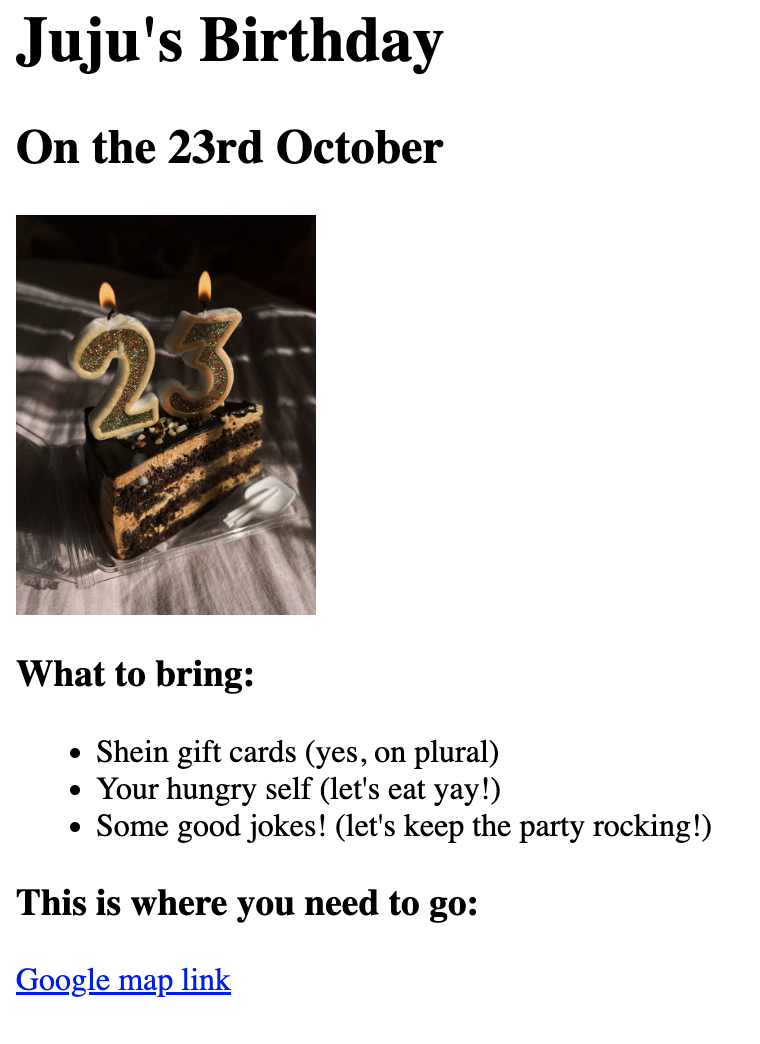 Juju's Birthday
On the 23rd October
23
What to bring:
Shein gift cards (yes, on plural)
Your hungry self (let's eat yay!)
Some good jokes! (let's keep the party rocking!)
This is where you need to go:
Google map link